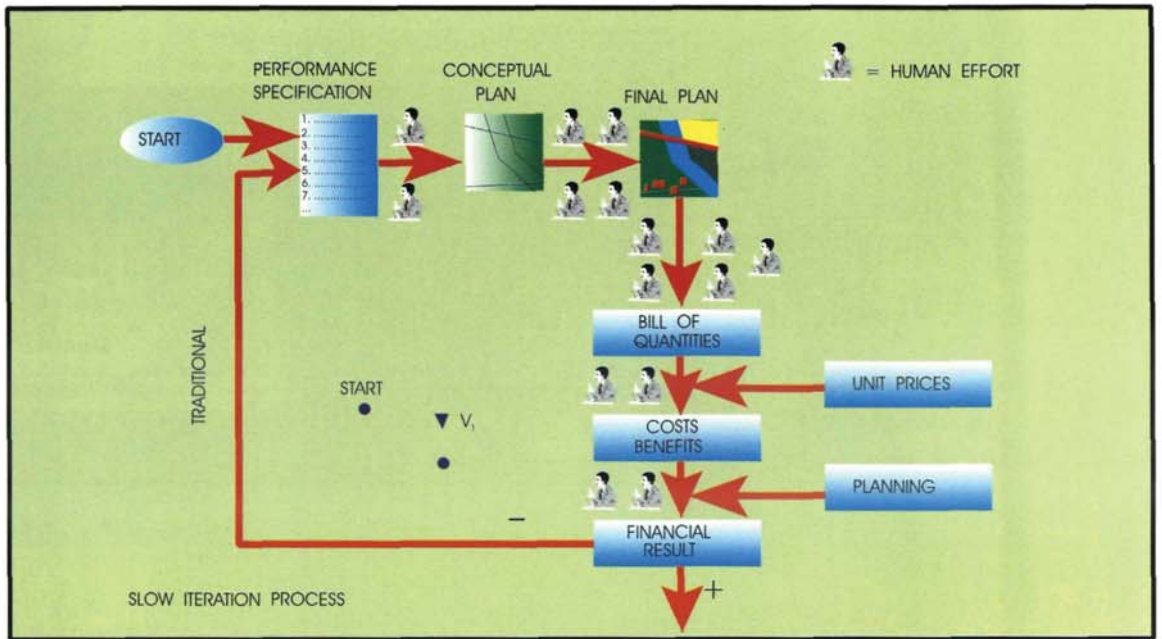 PERFORMANCE
SPECIFICATION
CONCEPTUAL
PLAN
FINAL PLAN
= HUMAN EFFORT
START
1. ..............
2. ..............
3. ..............
4. ..............
5. ..............
6. ..............
7. ..............
...
BILL OF
QUANTITIES
UNIT PRICES
TRADITIONAL
START
V₁
COSTS
BENEFITS
PLANNING
−
FINANCIAL
RESULT
+
SLOW ITERATION PROCESS